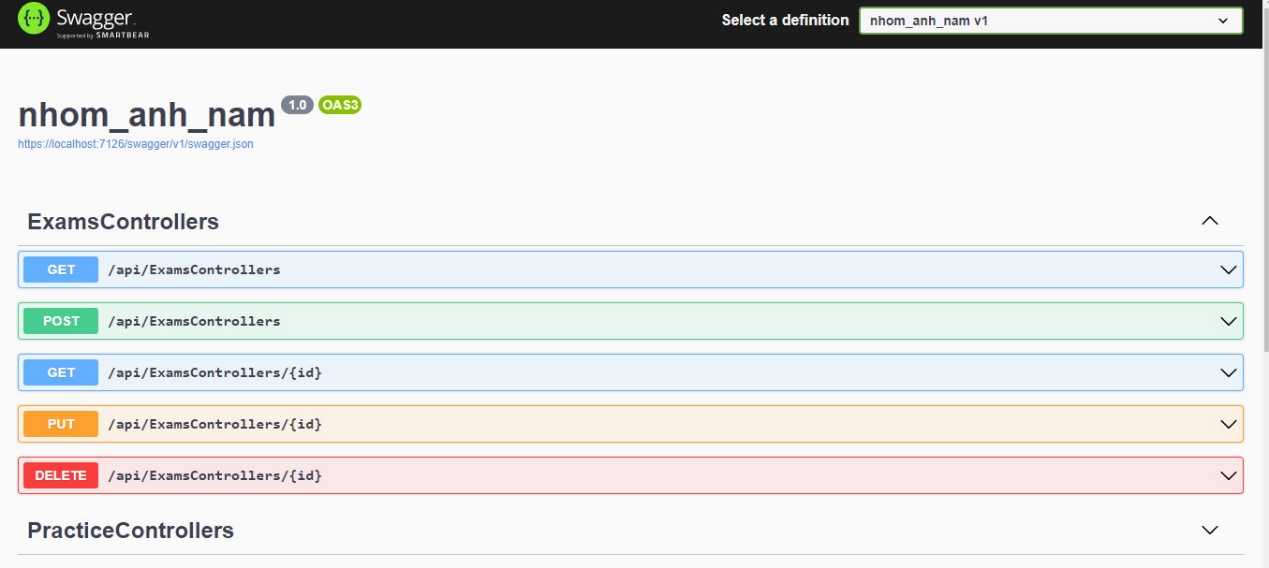 Swagger.
Supported by SMARTBEAR
Select a definition
nhom_anh_nam v1
nhom_anh_nam 1.0 OAS3
https://localhost:7126/swagger/v1/swagger.json
ExamsControllers
GET /api/ExamsControllers
POST /api/ExamsControllers
GET /api/ExamsControllers/{id}
PUT /api/ExamsControllers/{id}
DELETE /api/ExamsControllers/{id}
PracticeControllers